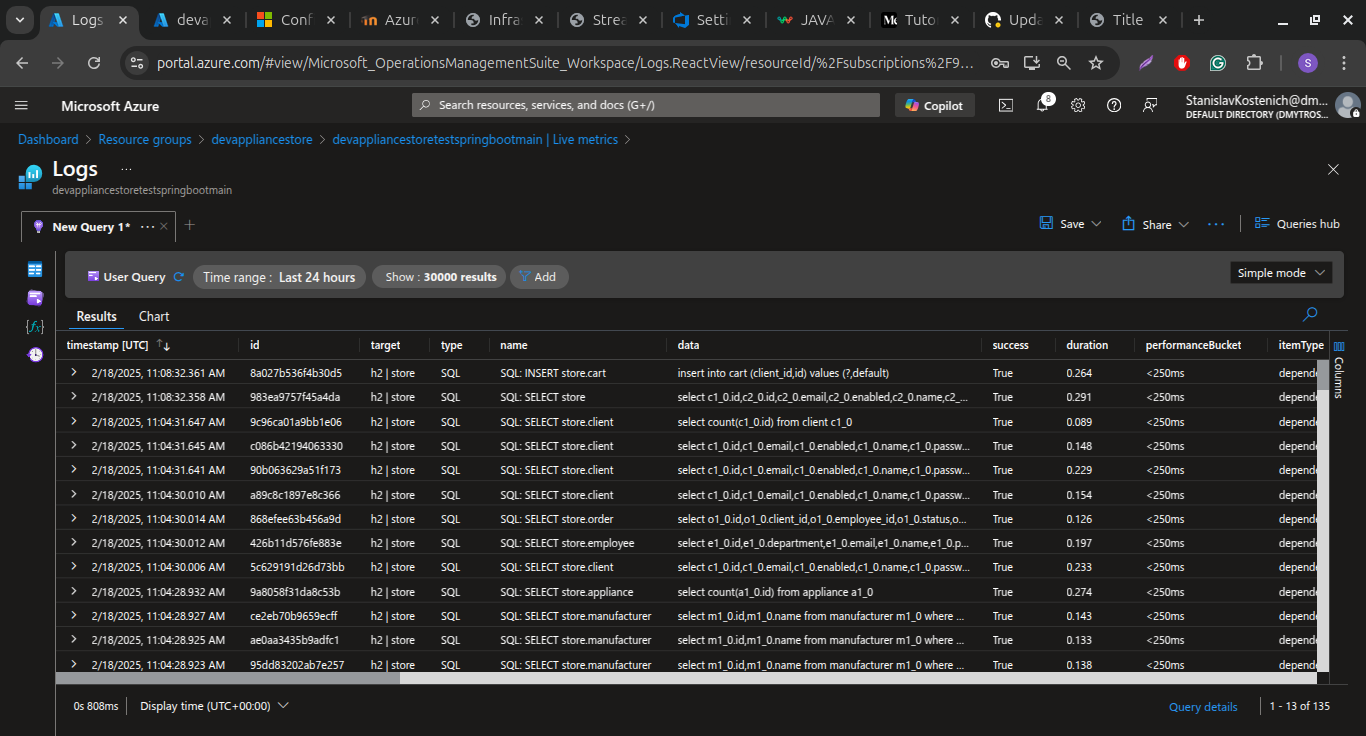 Logs deva Conf Azur Infra Strea Setti JAVA Tuto Upda Title
portal.azure.com/#view/Microsoft_OperationsManagementSuite_Workspace/Logs.ReactView/resourceId/%2Fsubscriptions%2F9... S
Microsoft Azure Search resources, services, and docs (G+/) Copilot 8 StanislavKostenich@dm...
DEFAULT DIRECTORY (DMYTROS...
Dashboard > Resource groups > devappliancestore > devappliancestoretestspringbootmain | Live metrics >
Logs ...
devappliancestoretestspringbootmain
New Query 1* ... Save Share ... Queries hub
User Query Time range : Last 24 hours Show : 30000 results Add Simple mode
Results Chart
timestamp [UTC] id target type name data success duration performanceBucket itemType
Columns
2/18/2025, 11:08:32.361 AM 8a027b536f4b30d5 h2 | store SQL SQL: INSERT store.cart insert into cart (client_id,id) values (?,default) True 0.264 <250ms depende
2/18/2025, 11:08:32.358 AM 983ea9757f45a4da h2 | store SQL SQL: SELECT store select c1_0.id,c2_0.id,c2_0.email,c2_0.enabled,c2_0.name,c2_... True 0.291 <250ms depende
2/18/2025, 11:04:31.647 AM 9c96ca01a9bb1e06 h2 | store SQL SQL: SELECT store.client select count(c1_0.id) from client c1_0 True 0.089 <250ms depende
2/18/2025, 11:04:31.645 AM c086b42194063330 h2 | store SQL SQL: SELECT store.client select c1_0.id,c1_0.email,c1_0.enabled,c1_0.name,c1_0.passw... True 0.148 <250ms depende
2/18/2025, 11:04:31.641 AM 90b063629a51f173 h2 | store SQL SQL: SELECT store.client select c1_0.id,c1_0.email,c1_0.enabled,c1_0.name,c1_0.passw... True 0.229 <250ms depende
2/18/2025, 11:04:30.010 AM a89c8c1897e8c366 h2 | store SQL SQL: SELECT store.client select c1_0.id,c1_0.email,c1_0.enabled,c1_0.name,c1_0.passw... True 0.154 <250ms depende
2/18/2025, 11:04:30.014 AM 868efee63b456a9d h2 | store SQL SQL: SELECT store.order select o1_0.id,o1_0.client_id,o1_0.employee_id,o1_0.status,o... True 0.126 <250ms depende
2/18/2025, 11:04:30.012 AM 426b11d576fe883e h2 | store SQL SQL: SELECT store.employee select e1_0.id,e1_0.department,e1_0.email,e1_0.name,e1_0.p... True 0.197 <250ms depende
2/18/2025, 11:04:30.006 AM 5c629191d26d73bb h2 | store SQL SQL: SELECT store.client select c1_0.id,c1_0.email,c1_0.enabled,c1_0.name,c1_0.passw... True 0.233 <250ms depende
2/18/2025, 11:04:28.932 AM 9a8058f31da8c53b h2 | store SQL SQL: SELECT store.appliance select count(a1_0.id) from appliance a1_0 True 0.274 <250ms depende
2/18/2025, 11:04:28.927 AM ce2eb70b9659ecff h2 | store SQL SQL: SELECT store.manufacturer select m1_0.id,m1_0.name from manufacturer m1_0 where ... True 0.143 <250ms depende
2/18/2025, 11:04:28.925 AM ae0aa3435b9adfc1 h2 | store SQL SQL: SELECT store.manufacturer select m1_0.id,m1_0.name from manufacturer m1_0 where ... True 0.133 <250ms depende
2/18/2025, 11:04:28.923 AM 95dd83202ab7e257 h2 | store SQL SQL: SELECT store.manufacturer select m1_0.id,m1_0.name from manufacturer m1_0 where ... True 0.138 <250ms depende
0s 808ms Display time (UTC+00:00) Query details 1 - 13 of 135